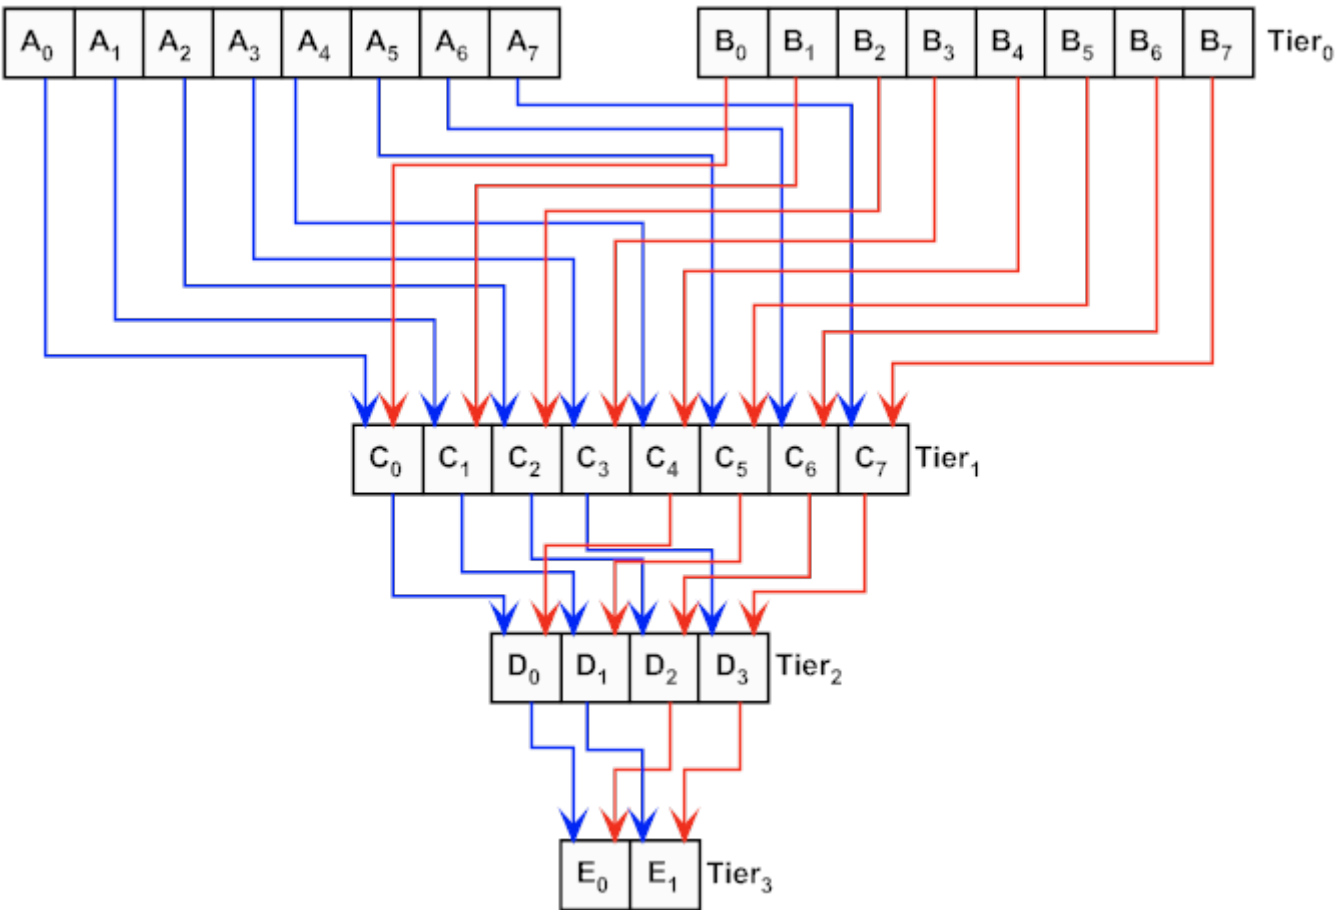 A₀ A₁ A₂ A₃ A₄ A₅ A₆ A₇ B₀ B₁ B₂ B₃ B₄ B₅ B₆ B₇ Tier₀
C₀ C₁ C₂ C₃ C₄ C₅ C₆ C₇ Tier₁
D₀ D₁ D₂ D₃ Tier₂
E₀ E₁ Tier₃